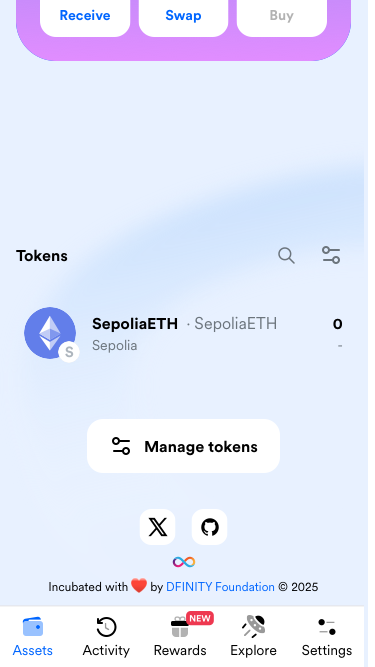 Receive Swap Buy
Tokens
SepoliaETH · SepoliaETH 0
S
Sepolia -
Manage tokens
Incubated with ❤️ by DFINITY Foundation © 2025
NEW
Assets Activity Rewards Explore Settings